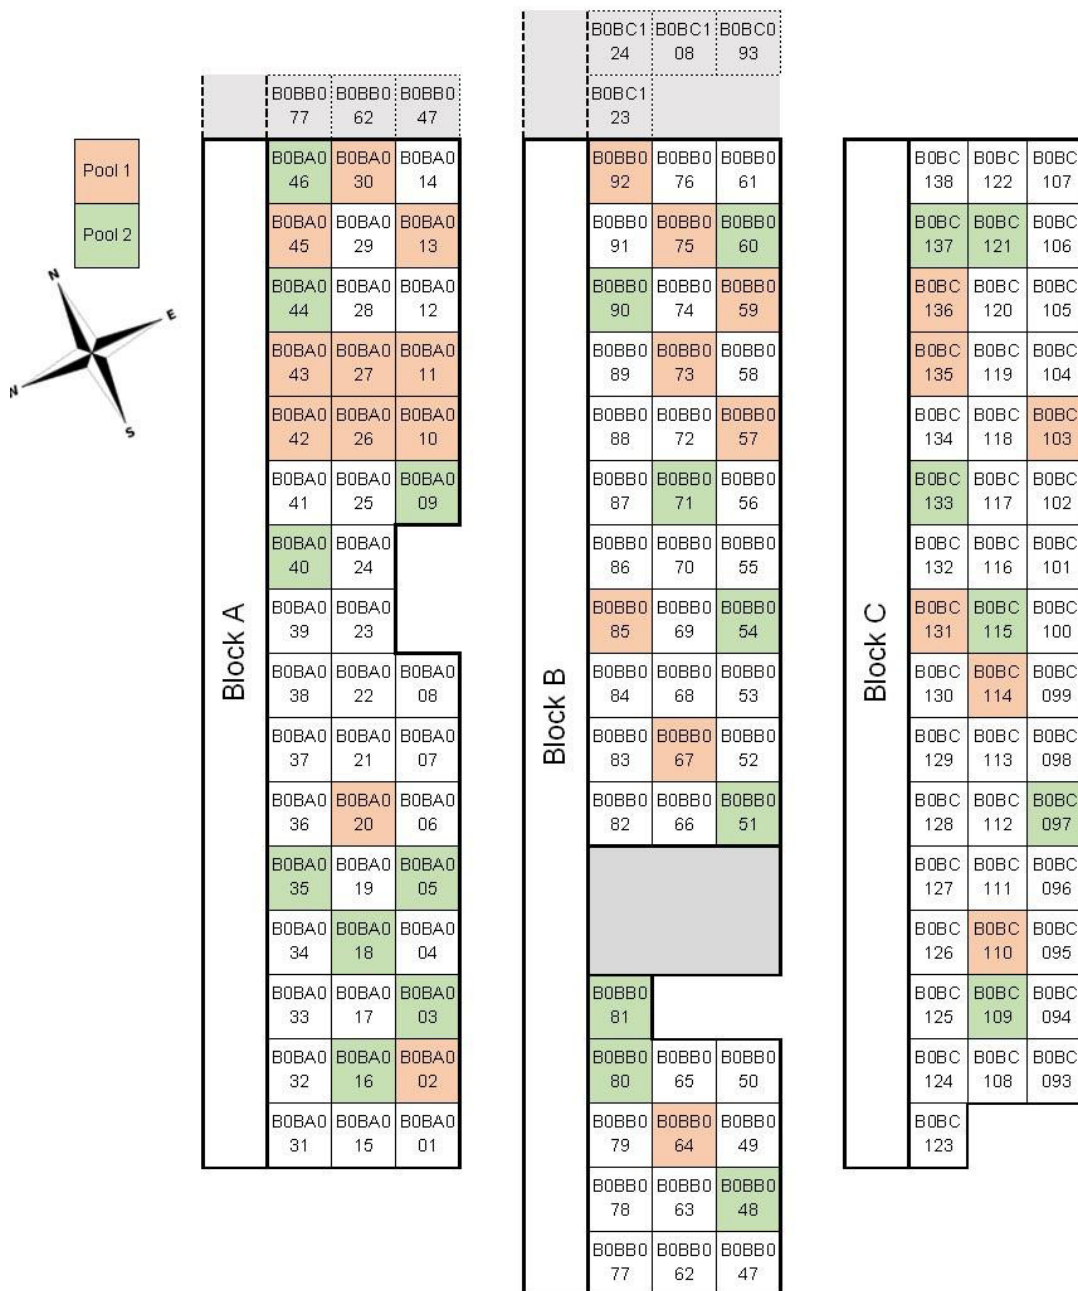 Pool 1
Pool 2
N
E
S
Block A
B0BB0 B0BB0 B0BB0
77 62 47
B0BA0 B0BA0 B0BA0
46 30 14
B0BA0 B0BA0 B0BA0
45 29 13
B0BA0 B0BA0 B0BA0
44 28 12
B0BA0 B0BA0 B0BA0
43 27 11
B0BA0 B0BA0 B0BA0
42 26 10
B0BA0 B0BA0 B0BA0
41 25 09
B0BA0 B0BA0
40 24
B0BA0 B0BA0
39 23
B0BA0 B0BA0 B0BA0
38 22 08
B0BA0 B0BA0 B0BA0
37 21 07
B0BA0 B0BA0 B0BA0
36 20 06
B0BA0 B0BA0 B0BA0
35 19 05
B0BA0 B0BA0 B0BA0
34 18 04
B0BA0 B0BA0 B0BA0
33 17 03
B0BA0 B0BA0 B0BA0
32 16 02
B0BA0 B0BA0 B0BA0
31 15 01
Block B
B0BC1 B0BC1 B0BC0
24 08 93
B0BC1
23
B0BB0 B0BB0 B0BB0
92 76 61
B0BB0 B0BB0 B0BB0
91 75 60
B0BB0 B0BB0 B0BB0
90 74 59
B0BB0 B0BB0 B0BB0
89 73 58
B0BB0 B0BB0 B0BB0
88 72 57
B0BB0 B0BB0 B0BB0
87 71 56
B0BB0 B0BB0 B0BB0
86 70 55
B0BB0 B0BB0 B0BB0
85 69 54
B0BB0 B0BB0 B0BB0
84 68 53
B0BB0 B0BB0 B0BB0
83 67 52
B0BB0 B0BB0 B0BB0
82 66 51
B0BB0
81
B0BB0 B0BB0 B0BB0
80 65 50
B0BB0 B0BB0 B0BB0
79 64 49
B0BB0 B0BB0 B0BB0
78 63 48
B0BB0 B0BB0 B0BB0
77 62 47
Block C
B0BC B0BC B0BC
138 122 107
B0BC B0BC B0BC
137 121 106
B0BC B0BC B0BC
136 120 105
B0BC B0BC B0BC
135 119 104
B0BC B0BC B0BC
134 118 103
B0BC B0BC B0BC
133 117 102
B0BC B0BC B0BC
132 116 101
B0BC B0BC B0BC
131 115 100
B0BC B0BC B0BC
130 114 099
B0BC B0BC B0BC
129 113 098
B0BC B0BC B0BC
128 112 097
B0BC B0BC B0BC
127 111 096
B0BC B0BC B0BC
126 110 095
B0BC B0BC B0BC
125 109 094
B0BC B0BC B0BC
124 108 093
B0BC
123